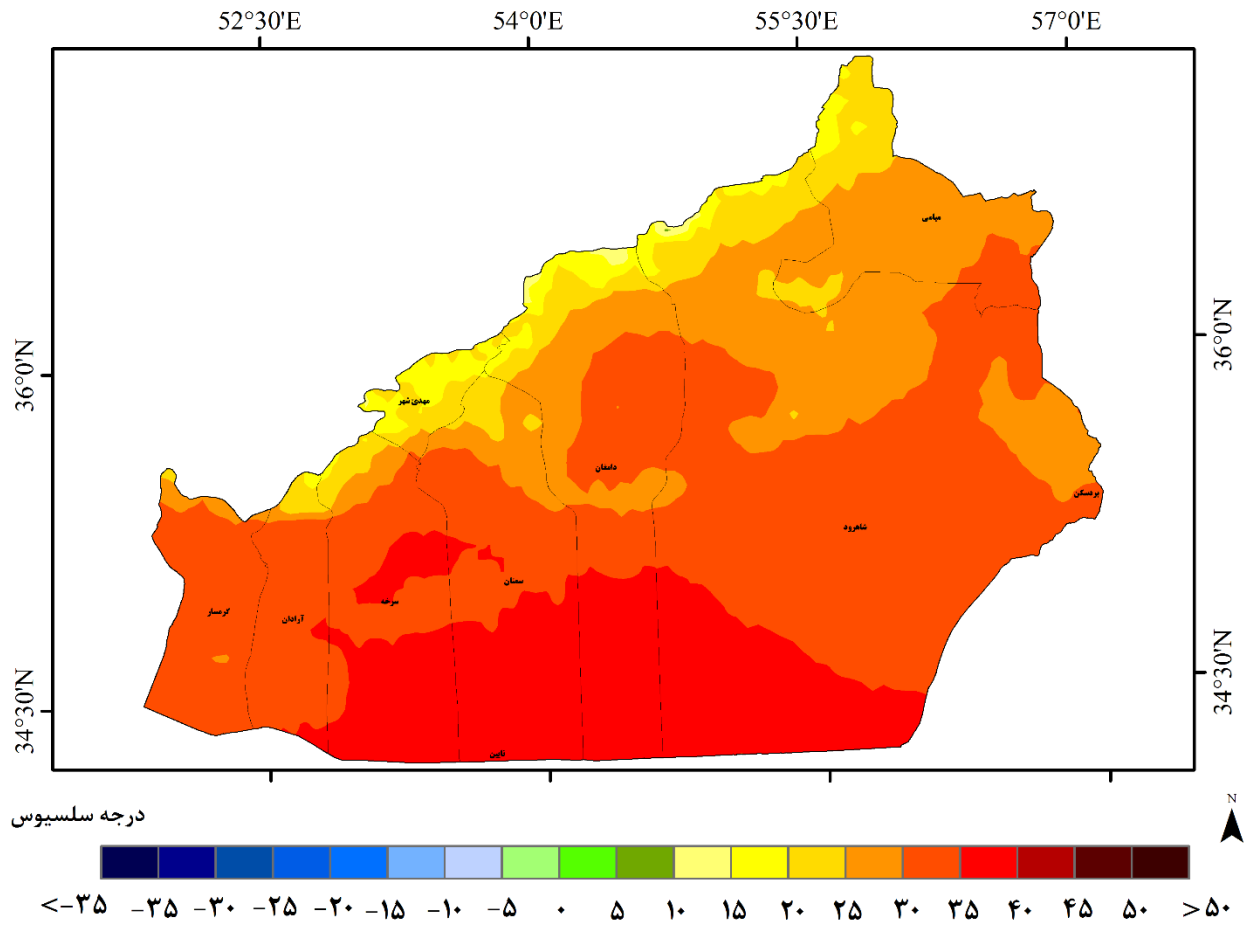 52°30'E 54°0'E 55°30'E 57°0'E
میامی
36°0'N
36°0'N
مهدی‌شهر
دامغان
بردسکن
شاهرود
سمنان
سرخه
گرمسار
آرادان
34°30'N
34°30'N
نایین
درجه سلسیوس
N
<-۳۵ -۳۵ -۳۰ -۲۵ -۲۰ -۱۵ -۱۰ -۵ ۰ ۵ ۱۰ ۱۵ ۲۰ ۲۵ ۳۰ ۳۵ ۴۰ ۴۵ ۵۰ >۵۰